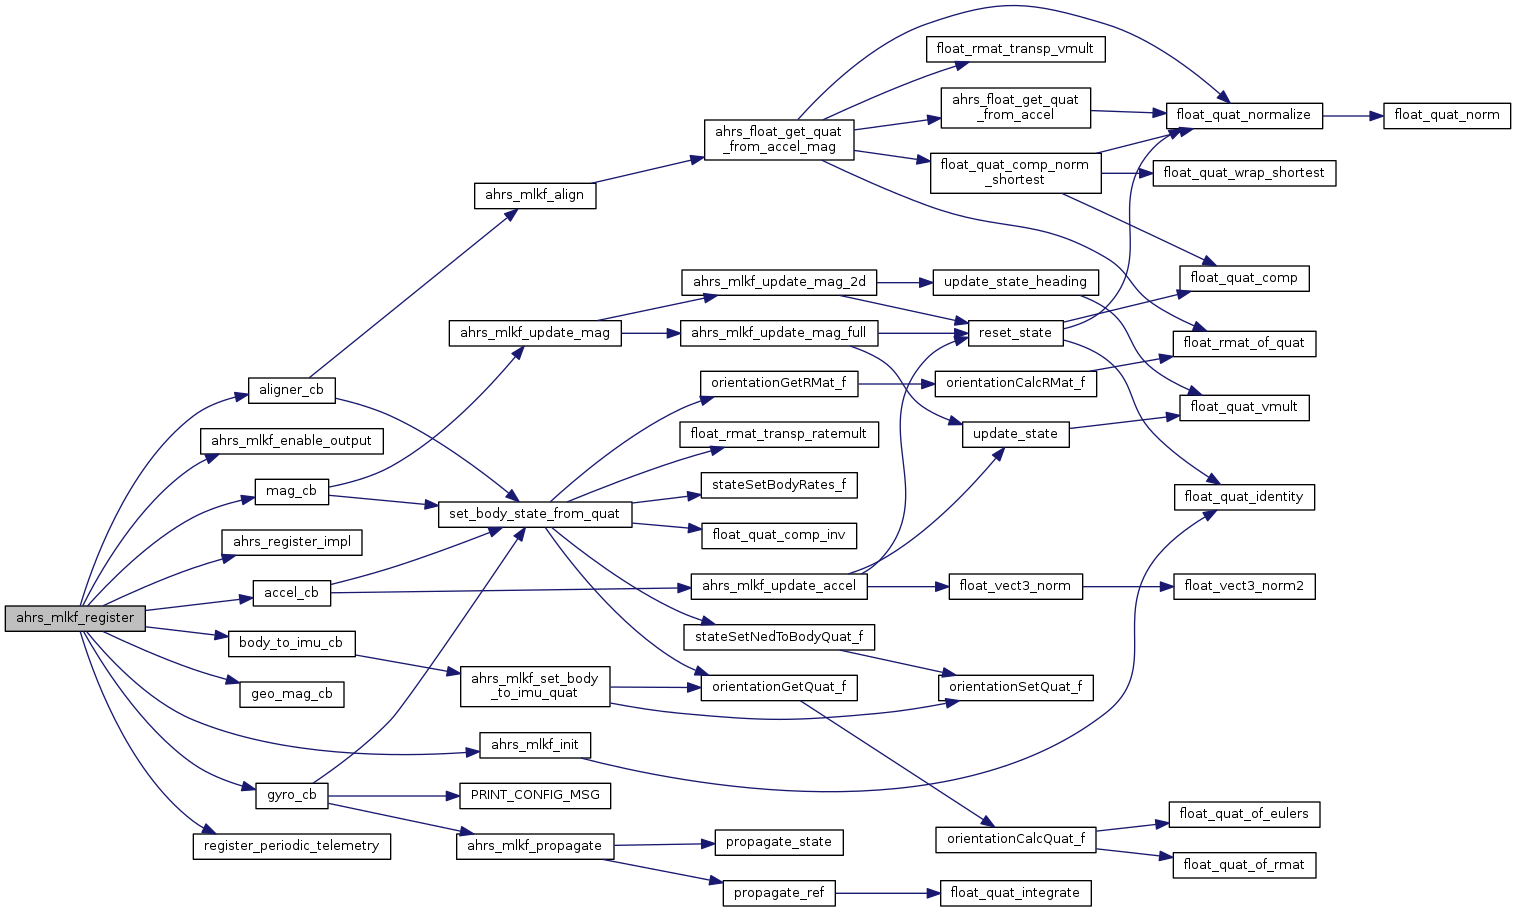 ahrs_mlkf_register
aligner_cb
ahrs_mlkf_enable_output
mag_cb
ahrs_register_impl
accel_cb
body_to_imu_cb
geo_mag_cb
gyro_cb
register_periodic_telemetry
ahrs_mlkf_align
ahrs_mlkf_update_mag
set_body_state_from_quat
ahrs_mlkf_set_body
_to_imu_quat
ahrs_mlkf_init
PRINT_CONFIG_MSG
ahrs_mlkf_propagate
ahrs_float_get_quat
_from_accel_mag
ahrs_mlkf_update_mag_2d
ahrs_mlkf_update_mag_full
orientationGetRMat_f
float_rmat_transp_ratemult
stateSetBodyRates_f
float_quat_comp_inv
ahrs_mlkf_update_accel
stateSetNedToBodyQuat_f
orientationGetQuat_f
propagate_state
propagate_ref
float_rmat_transp_vmult
ahrs_float_get_quat
_from_accel
float_quat_comp_norm
_shortest
update_state_heading
reset_state
orientationCalcRMat_f
update_state
float_vect3_norm
orientationSetQuat_f
orientationCalcQuat_f
float_quat_integrate
float_quat_normalize
float_quat_wrap_shortest
float_quat_comp
float_rmat_of_quat
float_quat_vmult
float_quat_identity
float_vect3_norm2
float_quat_of_eulers
float_quat_of_rmat
float_quat_norm